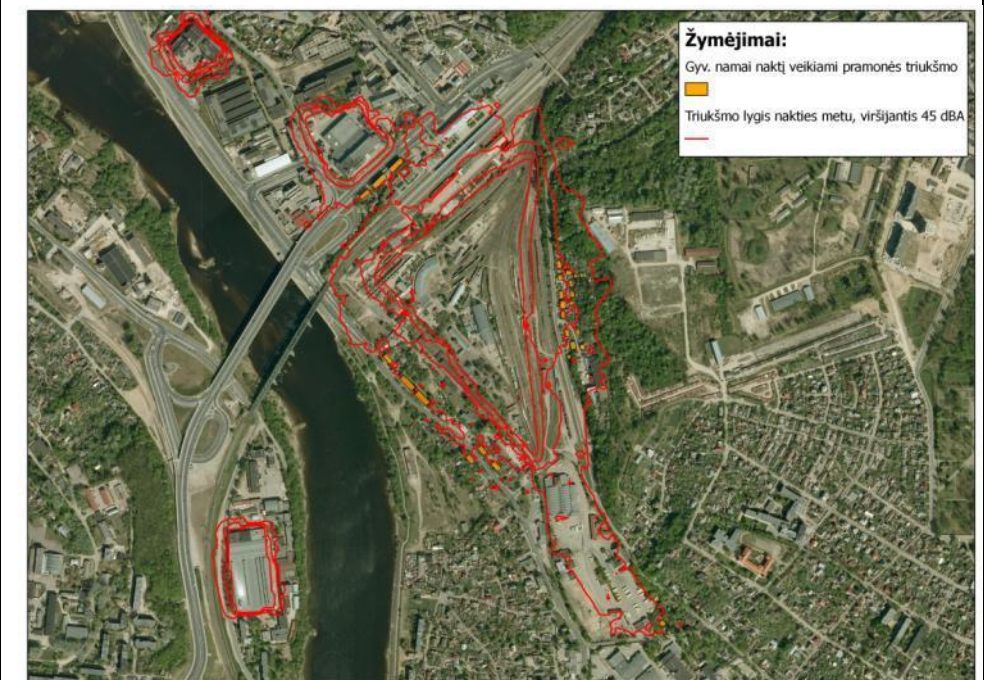 Žymėjimai:
Gyv. namai naktį veikiami pramonės triukšmo
Triukšmo lygis nakties metu, viršijantis 45 dBA